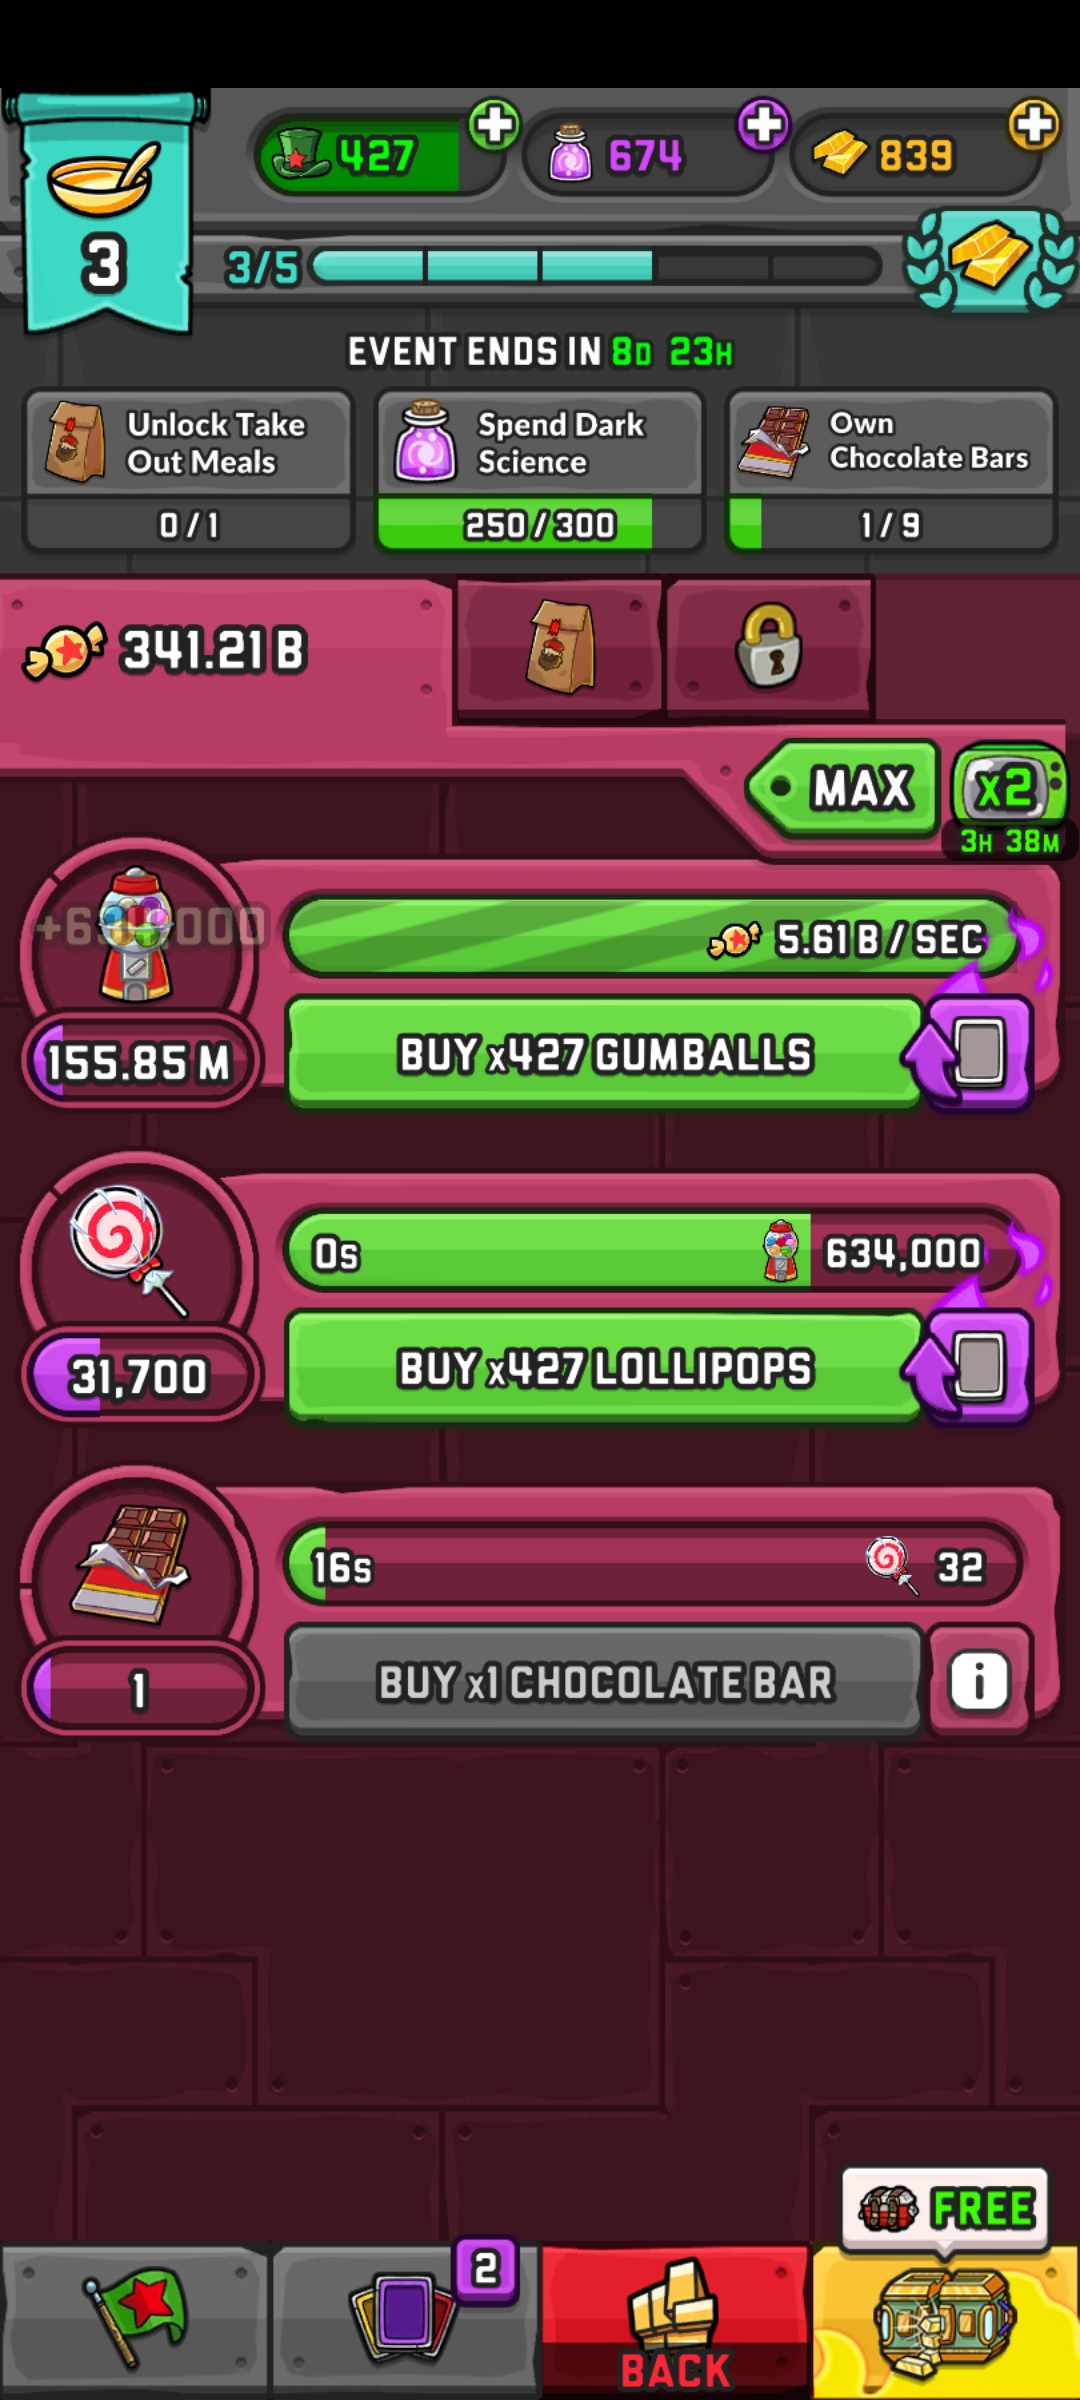 427
674
839
3
3/5
EVENT ENDS IN 8D 23H
Unlock Take
Out Meals
0/1
Spend Dark
Science
250/300
Own
Chocolate Bars
1/9
341.21 B
MAX
x2
3H 38M
+634,000
5.61 B / SEC
155.85 M
BUY x427 GUMBALLS
0s
634,000
31,700
BUY x427 LOLLIPOPS
16s
32
1
BUY x1 CHOCOLATE BAR
i
FREE
2
BACK